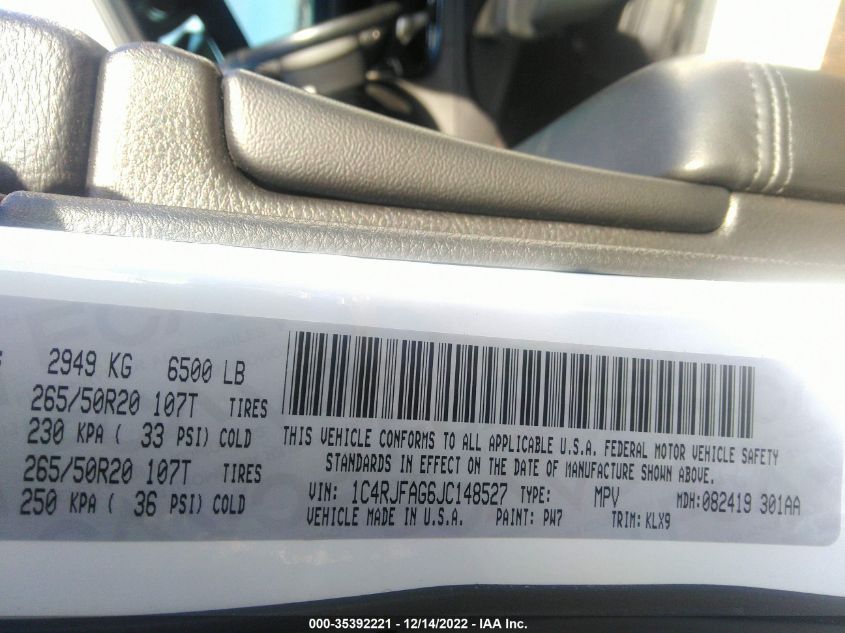 2949 KG 6500 LB
265/50R20 107T TIRES
230 KPA ( 33 PSI) COLD
265/50R20 107T TIRES
250 KPA ( 36 PSI) COLD
THIS VEHICLE CONFORMS TO ALL APPLICABLE U.S.A. FEDERAL MOTOR VEHICLE SAFETY
STANDARDS IN EFFECT ON THE DATE OF MANUFACTURE SHOWN ABOVE.
VIN: 1C4RJFAG6JC148527 TYPE: MPV MDH:082419 301AA
VEHICLE MADE IN U.S.A. PAINT: PW7 TRIM: KLX9
000-35392221 – 12/14/2022 – IAA Inc.